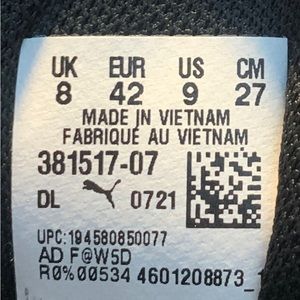 UK EUR US CM
8 42 9 27
MADE IN VIETNAM
FABRIQUÉ AU VIETNAM
381517-07
DL 0721
UPC:194580850077
AD F@W5D
R0%00534 4601208873_1